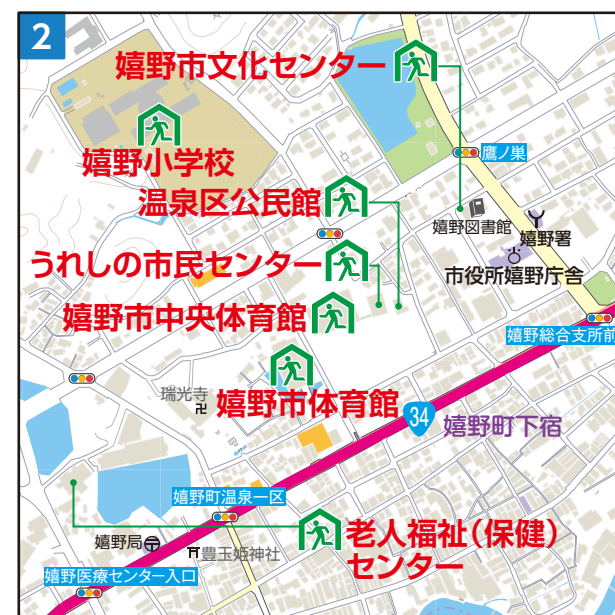 2
嬉野市文化センター
鷹ノ巣
嬉野小学校
温泉区公民館
嬉野図書館
嬉野署
うれしの市民センター
市役所嬉野庁舎
嬉野市中央体育館
嬉野総合支所前
瑞光寺
嬉野市体育館
34
嬉野町下宿
嬉野町温泉一区
老人福祉(保健)
センター
嬉野局
豊玉姫神社
嬉野医療センター入口